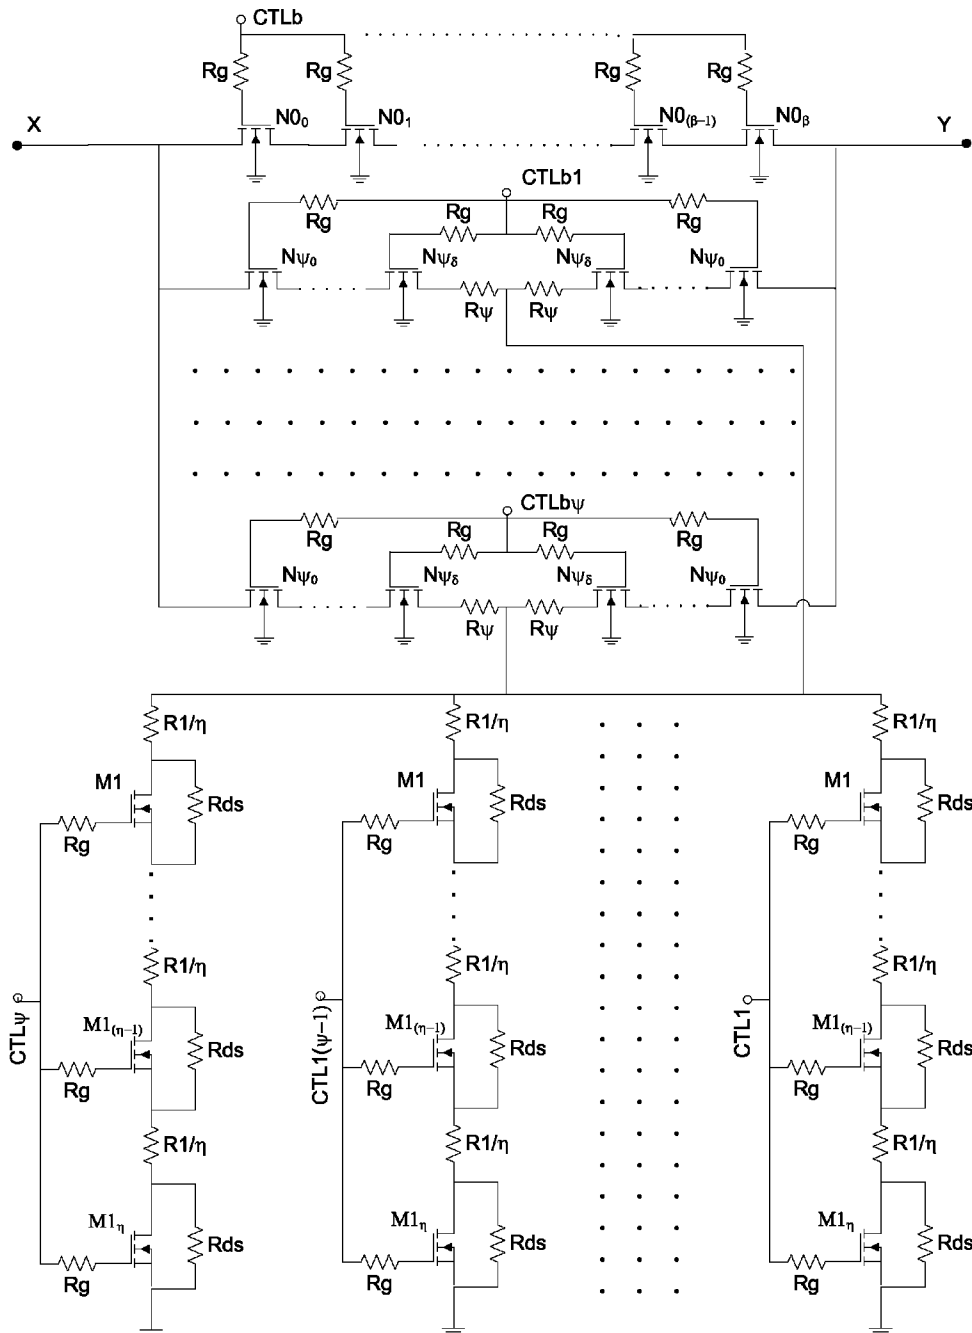 CTLb
Rg Rg Rg Rg
X N0₀ N0₁ N0₍β₋₁₎ N0β Y
CTLb1
Rg Rg Rg Rg
Nψ₀ Nψδ Nψδ Nψ₀
Rψ Rψ
CTLbψ
Rg Rg Rg Rg
Nψ₀ Nψδ Nψδ Nψ₀
Rψ Rψ
R1/η R1/η R1/η
M1 M1 M1
Rds Rds Rds
Rg Rg Rg
R1/η R1/η R1/η
CTLψ CTL1(ψ−1) CTL1
M1(η−1) M1(η−1) M1(η−1)
Rds Rds Rds
Rg Rg Rg
R1/η R1/η R1/η
M1η M1η M1η
Rds Rds Rds
Rg Rg Rg